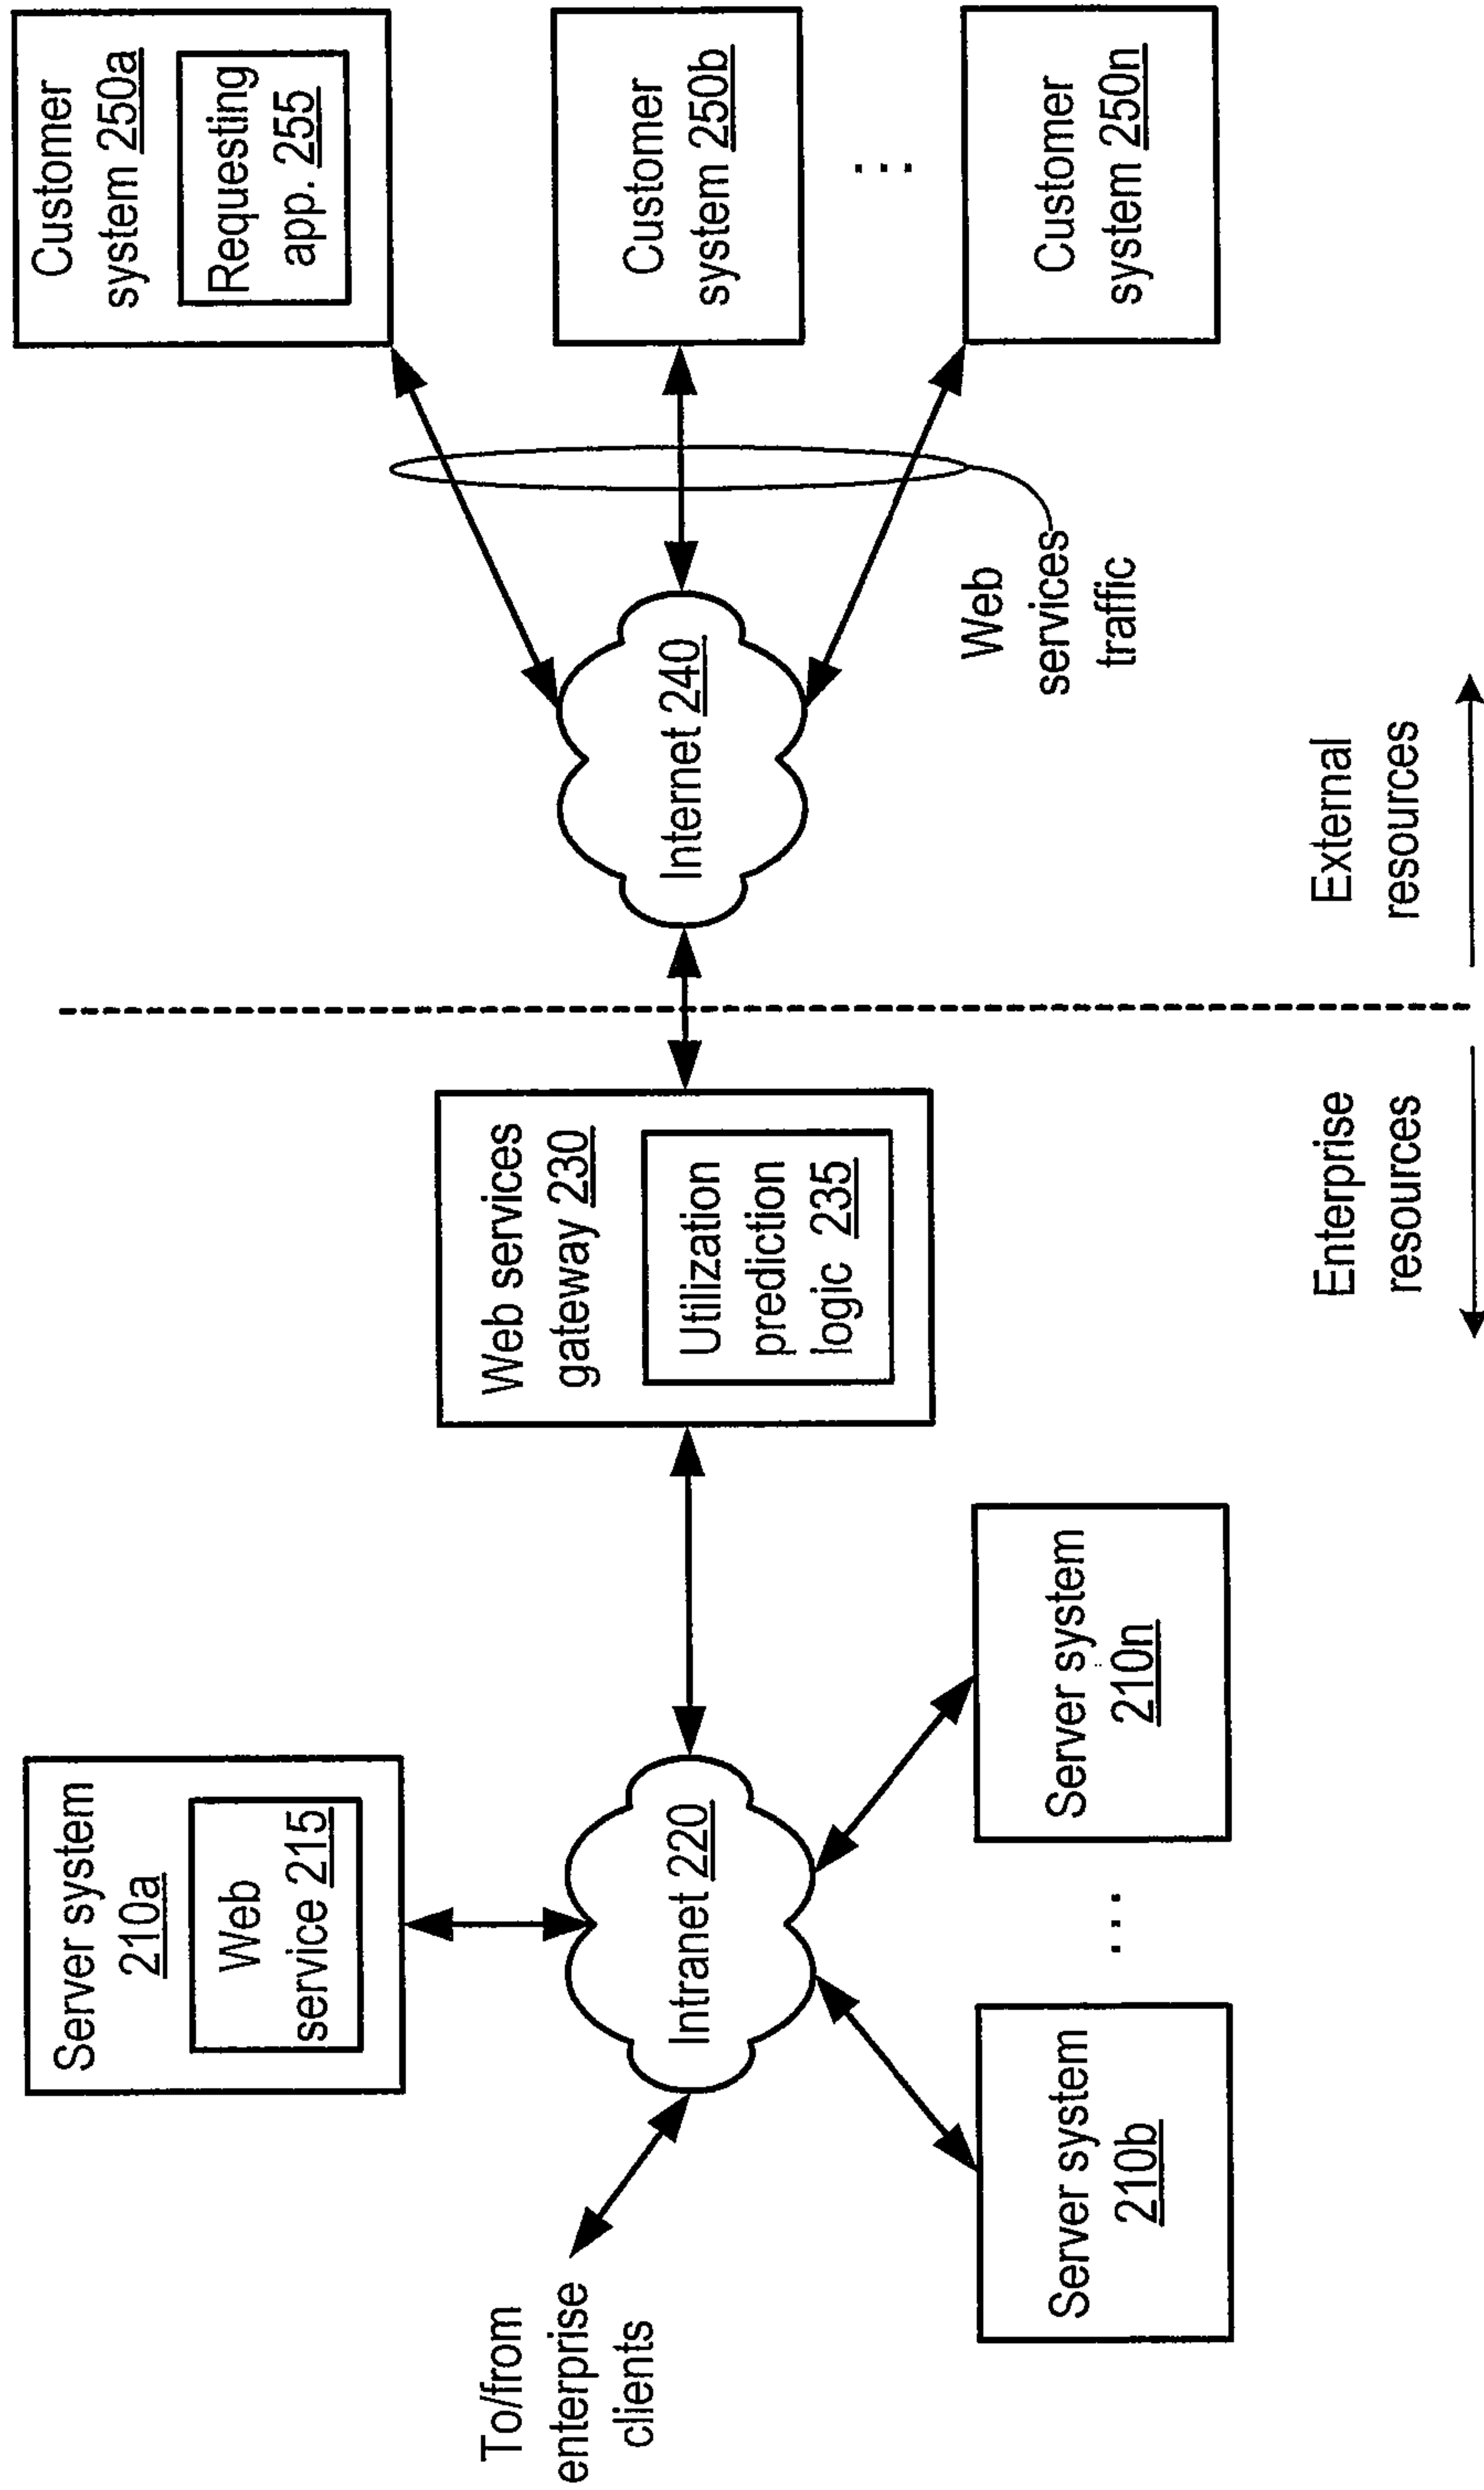 Server system
210a
Web
service 215
To/from
enterprise
clients
Intranet 220
Server system
210b
...
Server system
210n
Web services
gateway 230
Utilization
prediction
logic 235
Internet 240
Customer
system 250a
Requesting
app. 255
Customer
system 250b
...
Customer
system 250n
Web
services
traffic
Enterprise
resources
External
resources